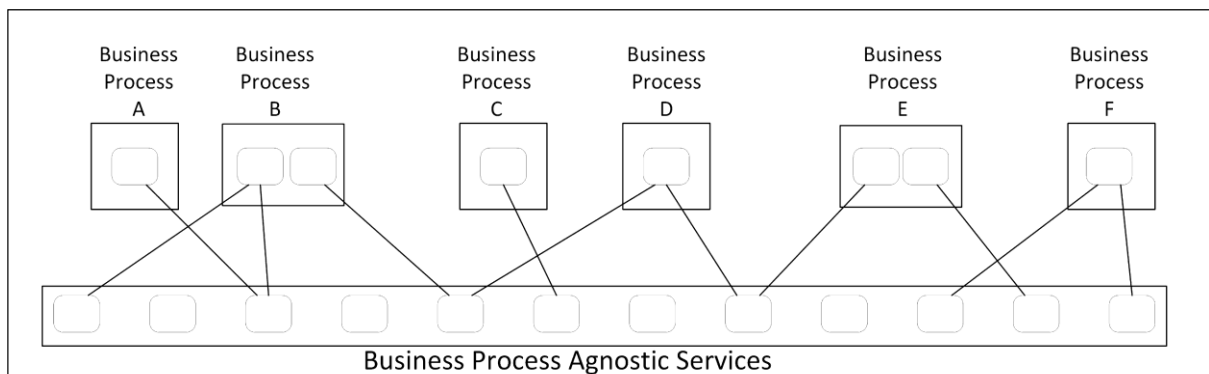 Business
Process
A
Business
Process
B
Business
Process
C
Business
Process
D
Business
Process
E
Business
Process
F
Business Process Agnostic Services